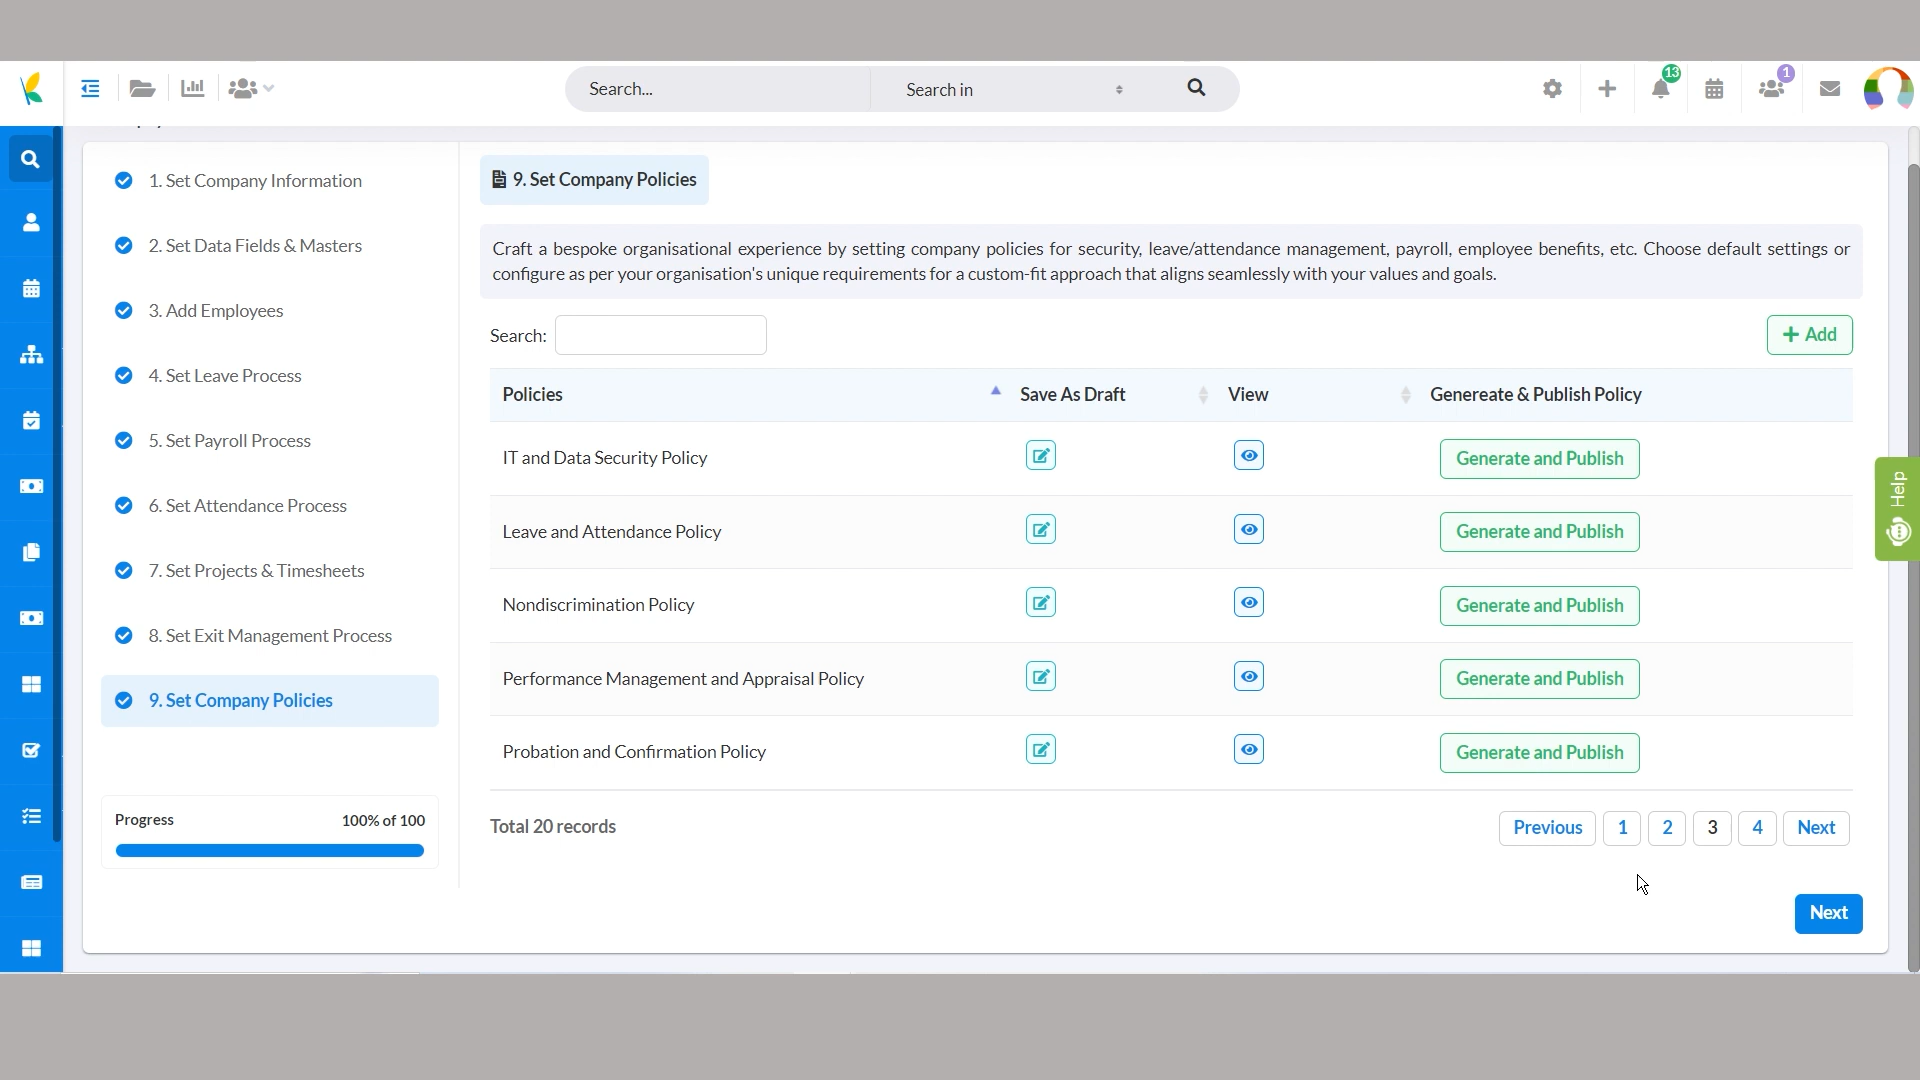 Search...
Search in
13
1
1. Set Company Information
2. Set Data Fields & Masters
3. Add Employees
4. Set Leave Process
5. Set Payroll Process
6. Set Attendance Process
7. Set Projects & Timesheets
8. Set Exit Management Process
9. Set Company Policies
Progress
100% of 100
9. Set Company Policies
Craft a bespoke organisational experience by setting company policies for security, leave/attendance management, payroll, employee benefits, etc. Choose default settings or
configure as per your organisation's unique requirements for a custom-fit approach that aligns seamlessly with your values and goals.
Search:
Add
Policies
Save As Draft
View
Genereate & Publish Policy
IT and Data Security Policy
Generate and Publish
Leave and Attendance Policy
Generate and Publish
Nondiscrimination Policy
Generate and Publish
Performance Management and Appraisal Policy
Generate and Publish
Probation and Confirmation Policy
Generate and Publish
Total 20 records
Previous 1 2 3 4 Next
Next
Help